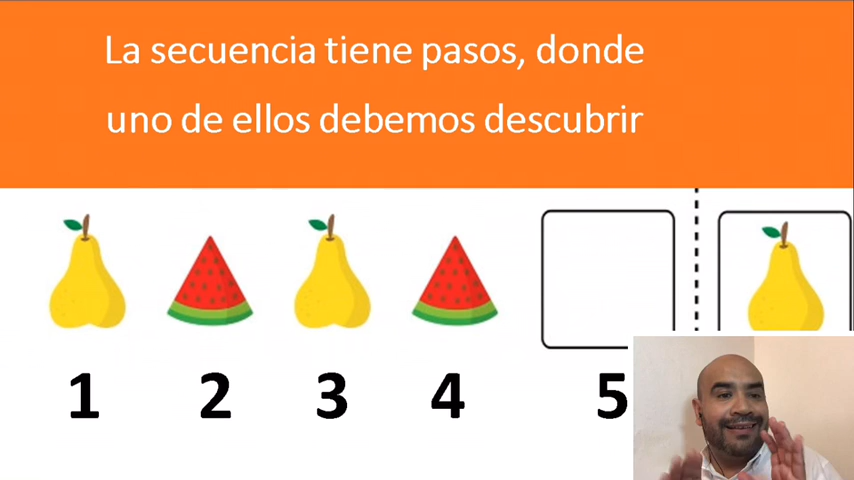 La secuencia tiene pasos, donde
uno de ellos debemos descubrir
1 2 3 4 5